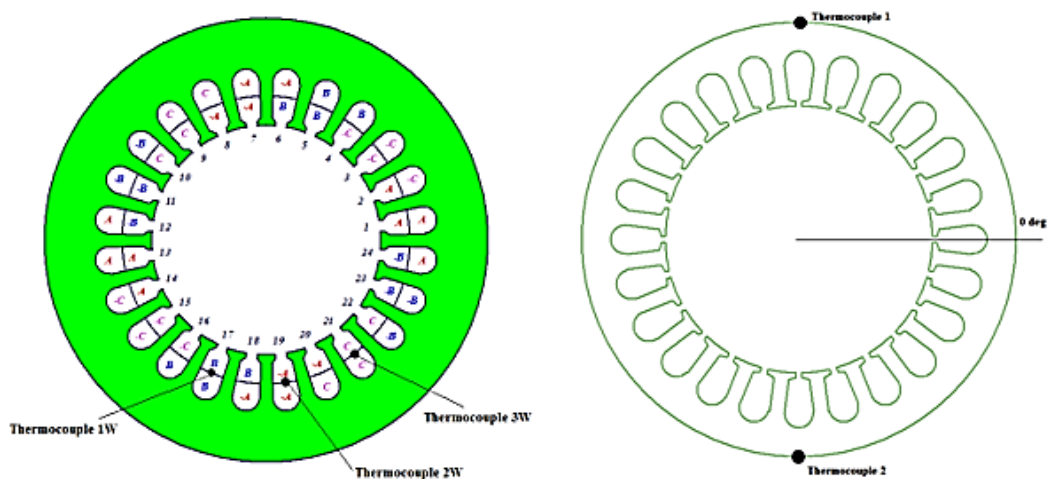 Thermocouple 1
-A -A
C B
-A B
C B
-A B
C -C
7 6
8 5
-B -C
9 4
C -C
10 3
-B -B
A -C
11 2
A B
A A
12 1
0 deg
13 24
A A
-B A
14 23
-C A
-B -B
15 22
-C -C
C -B
16 21
17 20
18 19
-C B
B B
B -A
-A -A
-A C
C C
Thermocouple 1W
Thermocouple 3W
Thermocouple 2W
Thermocouple 2